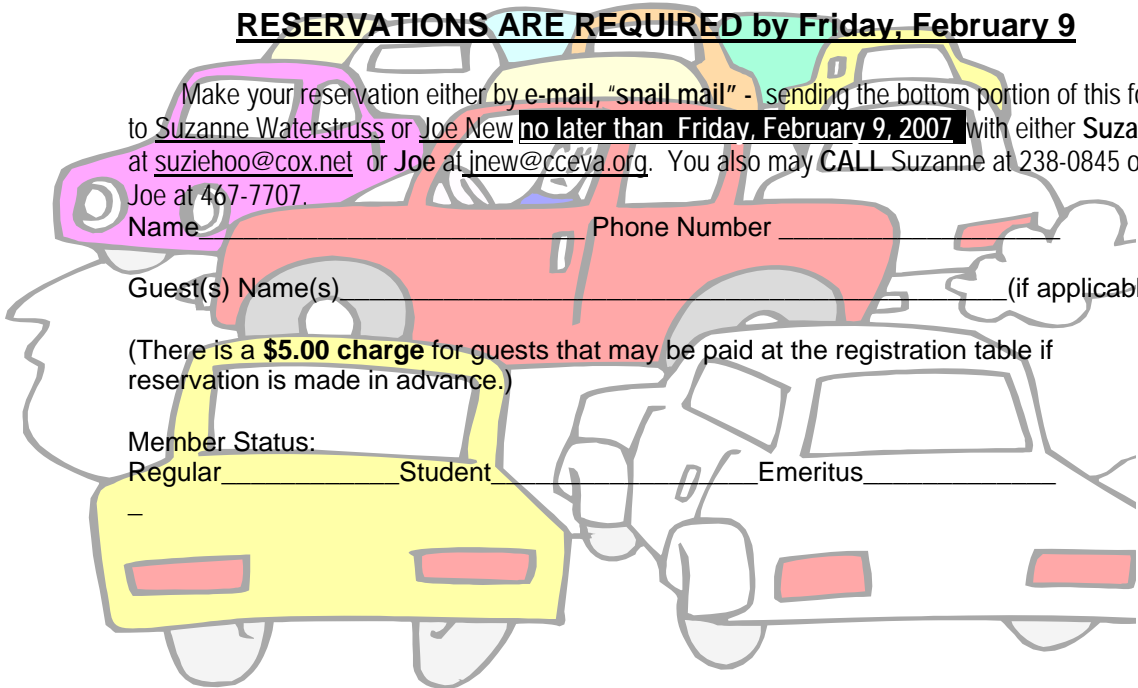 RESERVATIONS ARE REQUIRED by Friday, February 9
Make your reservation either by e-mail, “snail mail” - sending the bottom portion of this
to Suzanne Waterstruss or Joe New no later than Friday, February 9, 2007 with either
at suziehoo@cox.net or Joe at jnew@cceva.org. You also may CALL Suzanne at 238-0845
Joe at 467-7707.
Name__________________________ Phone Number ___________________
Guest(s) Name(s)_____________________________________________(if
(There is a $5.00 charge for guests that may be paid at the registration table if
reservation is made in advance.)
Member Status:
Regular____________Student__________________Emeritus_____________
_